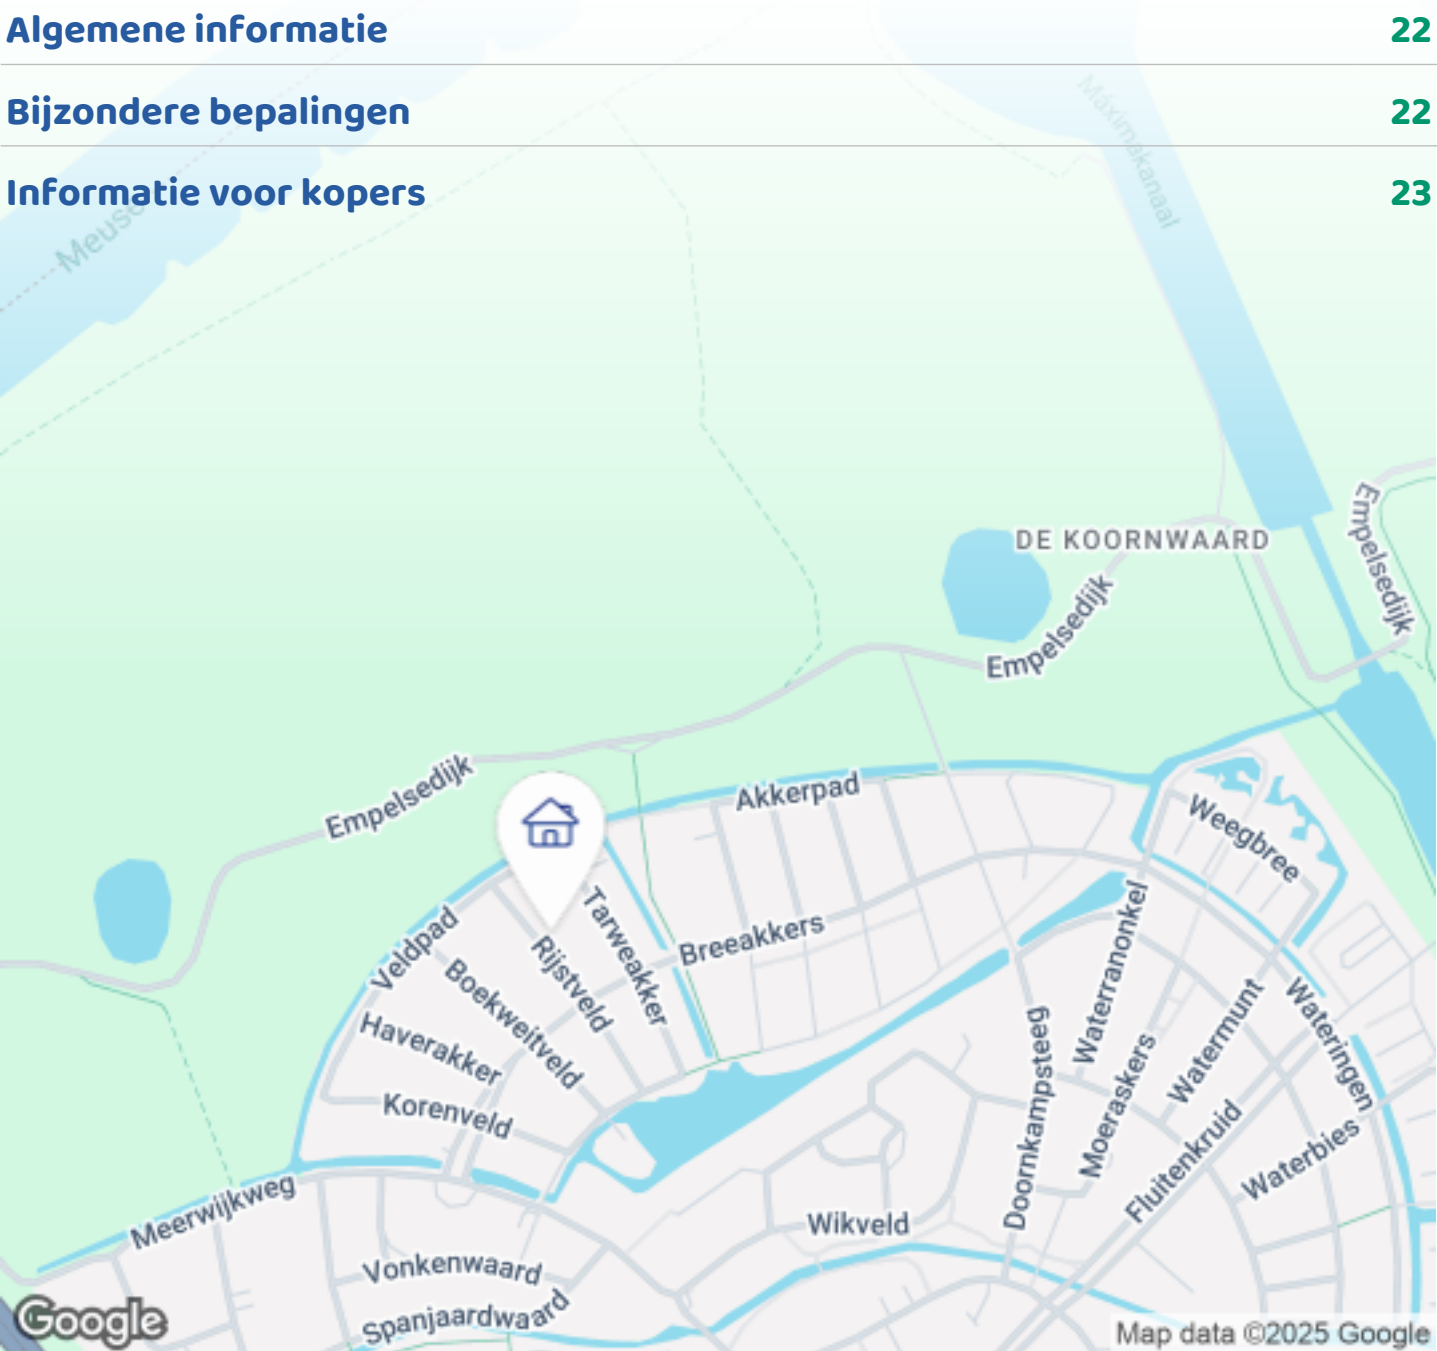 Algemene informatie 22
Bijzondere bepalingen 22
Informatie voor kopers 23
Máximakanaal
Meuse
DE KOORNWAARD
Empelsedijk
Empelsedijk
Empelsedijk
Akkerpad
Weegbree
Veldpad
Tarweakker
Rijstveld
Breeakkers
Boekweitveld
Haverakker
Korenveld
Waterranonkel
Watermunt
Wateringen
Doornkampsteeg
Moeraskers
Fluitenkruid
Waterbies
Meerwijkweg
Wikveld
Vonkenwaard
Spanjaardwaard
Google
Map data ©2025 Google